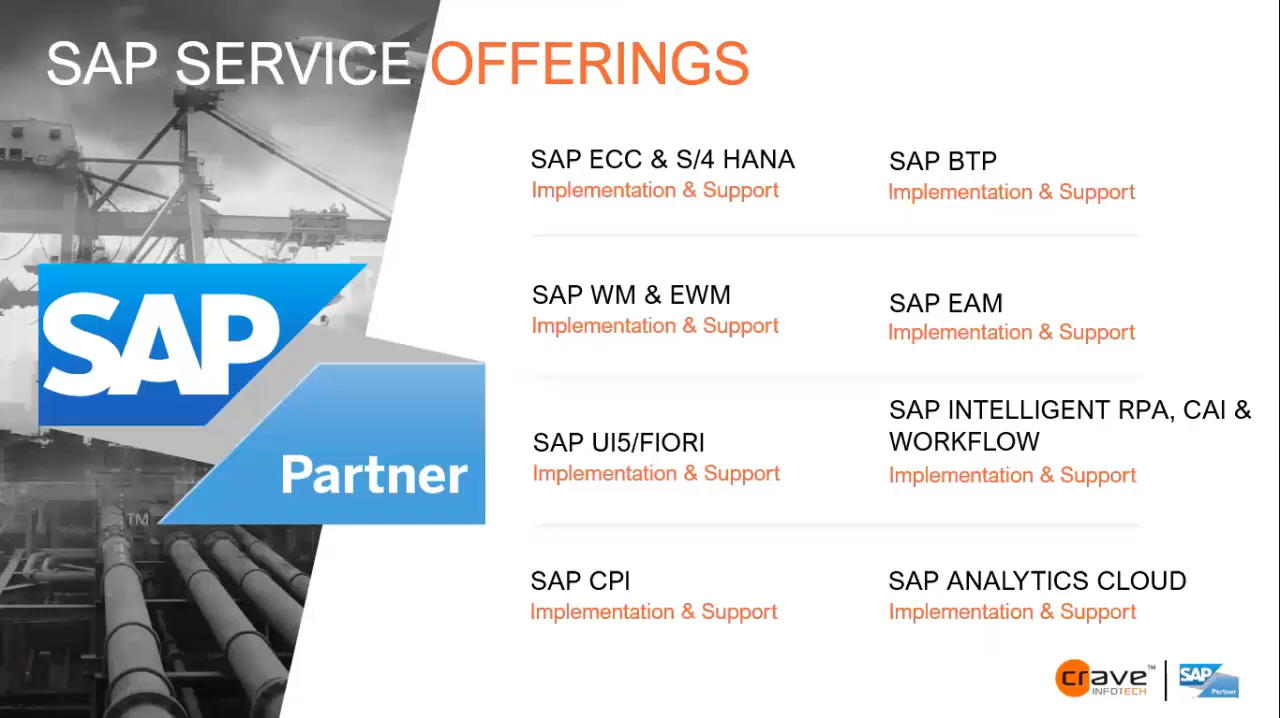 SAP SERVICE OFFERINGS
SAP ECC & S/4 HANA
Implementation & Support
SAP BTP
Implementation & Support
SAP WM & EWM
Implementation & Support
SAP EAM
Implementation & Support
SAP UI5/FIORI
Implementation & Support
SAP INTELLIGENT RPA, CAI &
WORKFLOW
Implementation & Support
SAP CPI
Implementation & Support
SAP ANALYTICS CLOUD
Implementation & Support
SAP
Partner
TM
crave™
INFOTECH
SAP
Partner